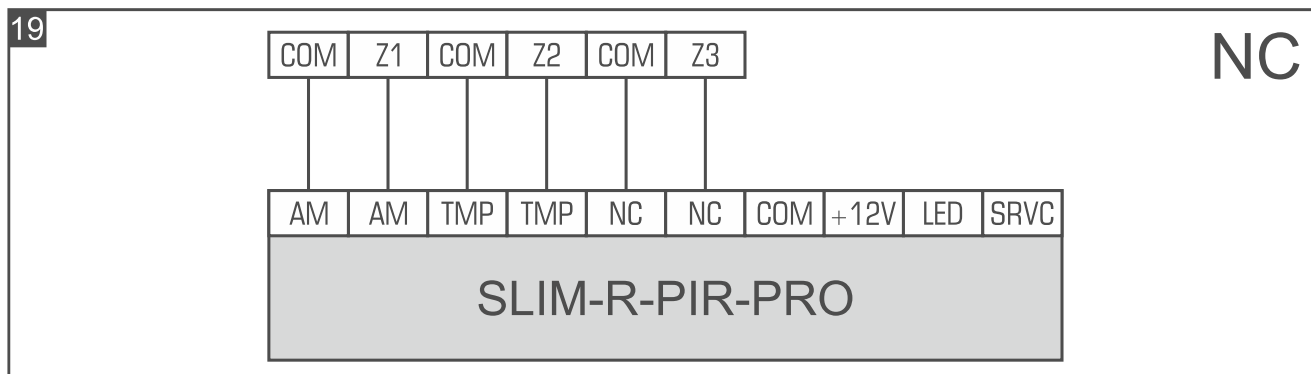 19
NC
COM Z1 COM Z2 COM Z3
AM AM TMP TMP NC NC COM +12V LED SRVC
SLIM-R-PIR-PRO